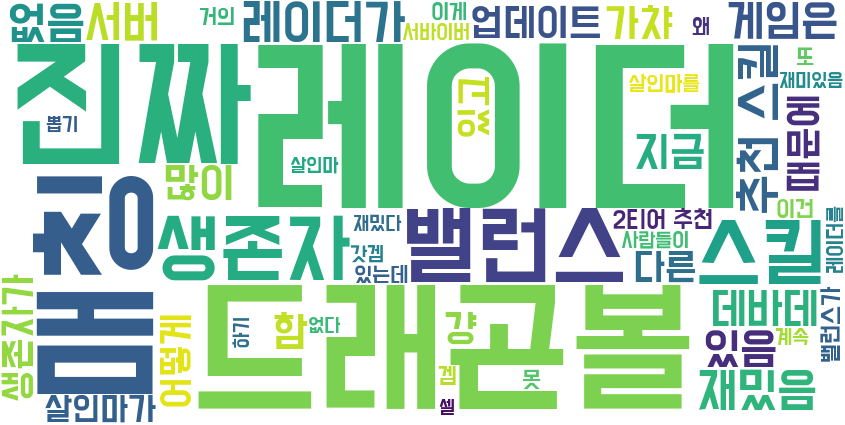 없음
서버
거의
레이더가
이게
서바이버
업데이트
가챠
왜
게임은
진짜
레이더
있고
살인마를
또
재미있음
뽑기
살인마
지금
추천 스킬
때문에
많이
매칭
생존자
재밌다
갓겜
있는데
밸런스
2티어 추천
사람들이
다른
스킬
이건
레이더를
생존자가
어떻게
드래곤볼
하기
함
없다
걍
겜
못
셀
데바데
있음
계속
밸런스가
재밌음
살인마가